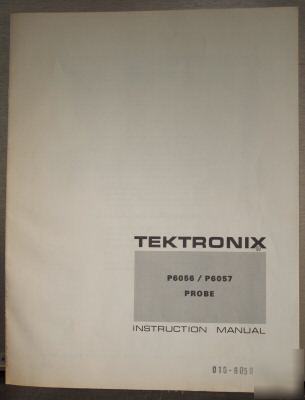 TEKTRONIX
P6056 / P6057
PROBE
INSTRUCTION MANUAL